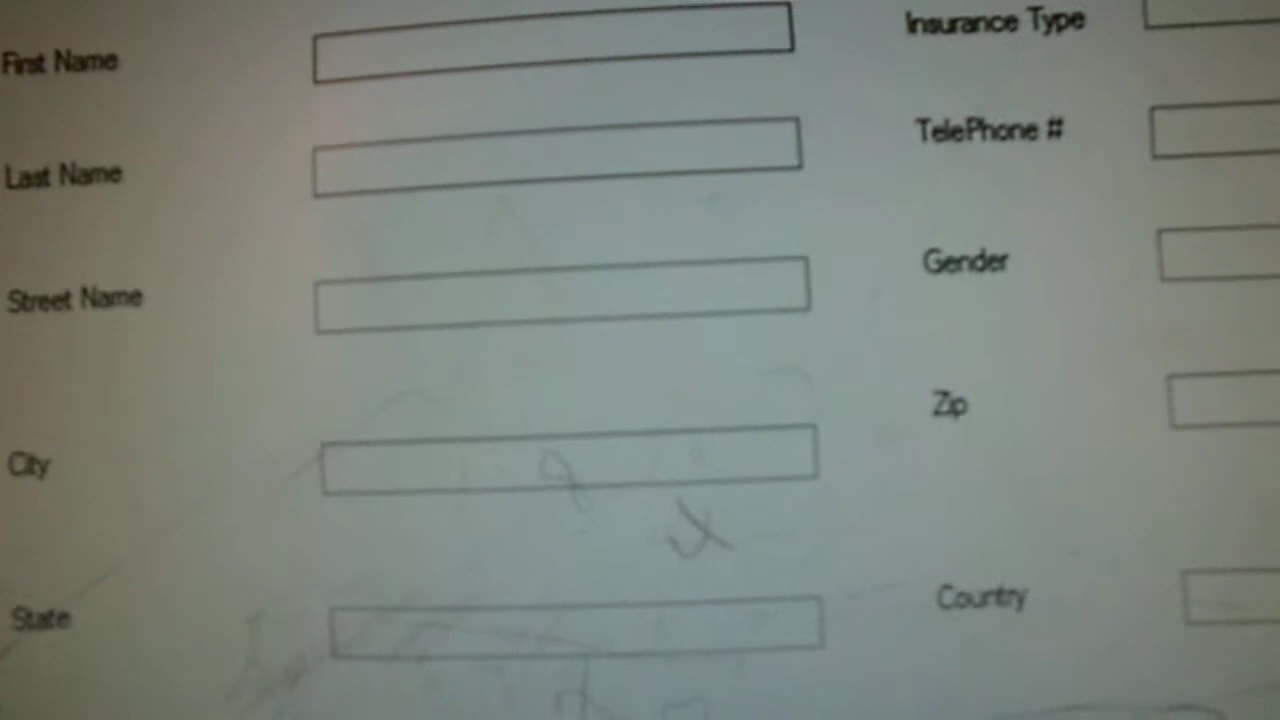 First Name
Insurance Type
Last Name
TelePhone #
Street Name
Gender
City
Zip
State
Country